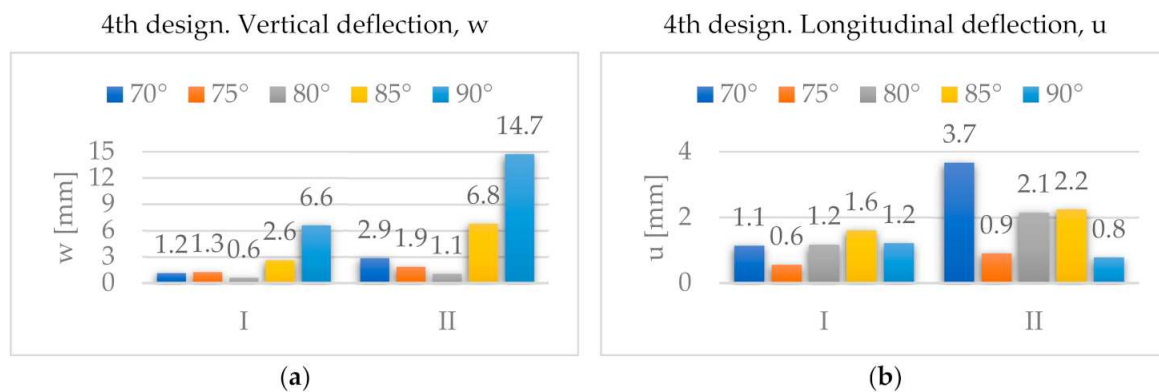 4th design. Vertical deflection, w
70° 75° 80° 85° 90°
w [mm]
15
12
9
6
3
0
1.2
1.3
0.6
2.6
6.6
2.9
1.9
1.1
6.8
14.7
I
II
(a)
4th design. Longitudinal deflection, u
70° 75° 80° 85° 90°
u [mm]
4
2
0
1.1
0.6
1.2
1.6
1.2
3.7
0.9
2.1
2.2
0.8
I
II
(b)